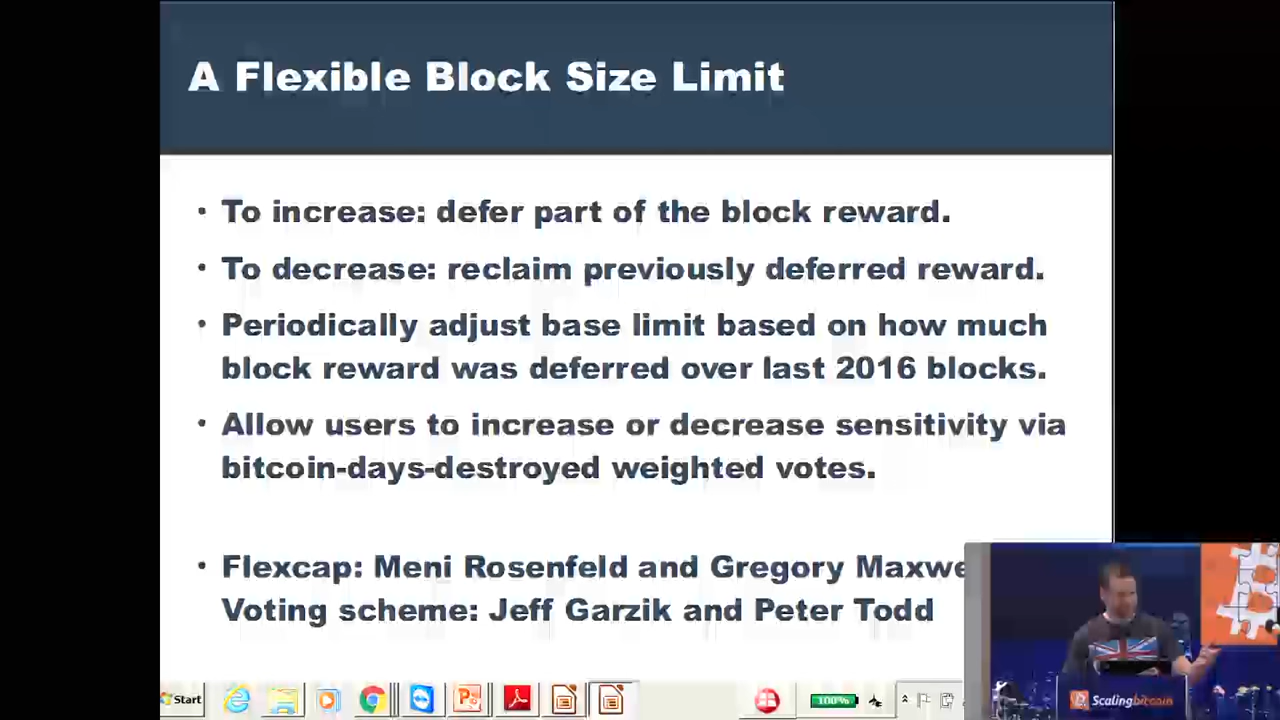 A Flexible Block Size Limit
• To increase: defer part of the block reward.
• To decrease: reclaim previously deferred reward.
• Periodically adjust base limit based on how much
block reward was deferred over last 2016 blocks.
• Allow users to increase or decrease sensitivity via
bitcoin-days-destroyed weighted votes.
• Flexcap: Meni Rosenfeld and Gregory Maxwe
Voting scheme: Jeff Garzik and Peter Todd
Start
100%
Scalingbitcoin